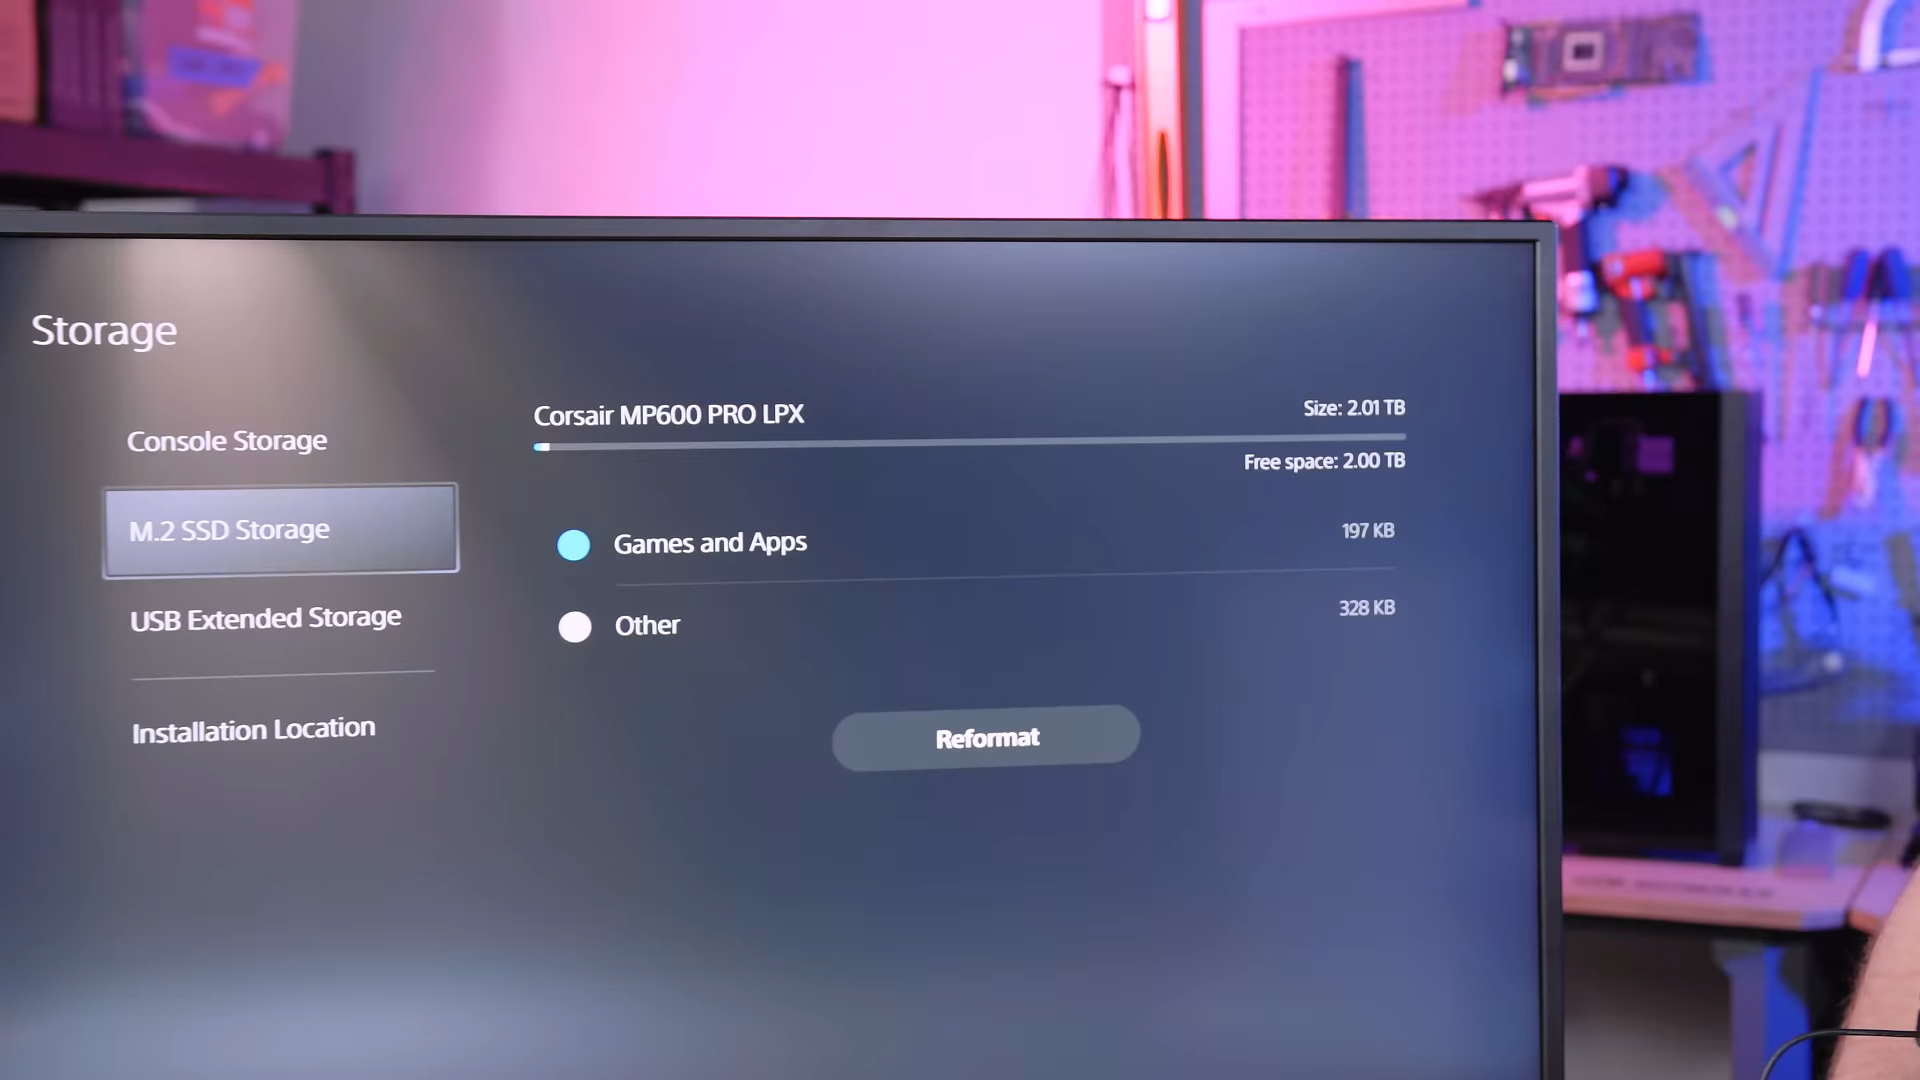 Storage
Console Storage
M.2 SSD Storage
USB Extended Storage
Installation Location
Corsair MP600 PRO LPX
Size: 2.01 TB
Free space: 2.00 TB
Games and Apps
197 KB
Other
328 KB
Reformat